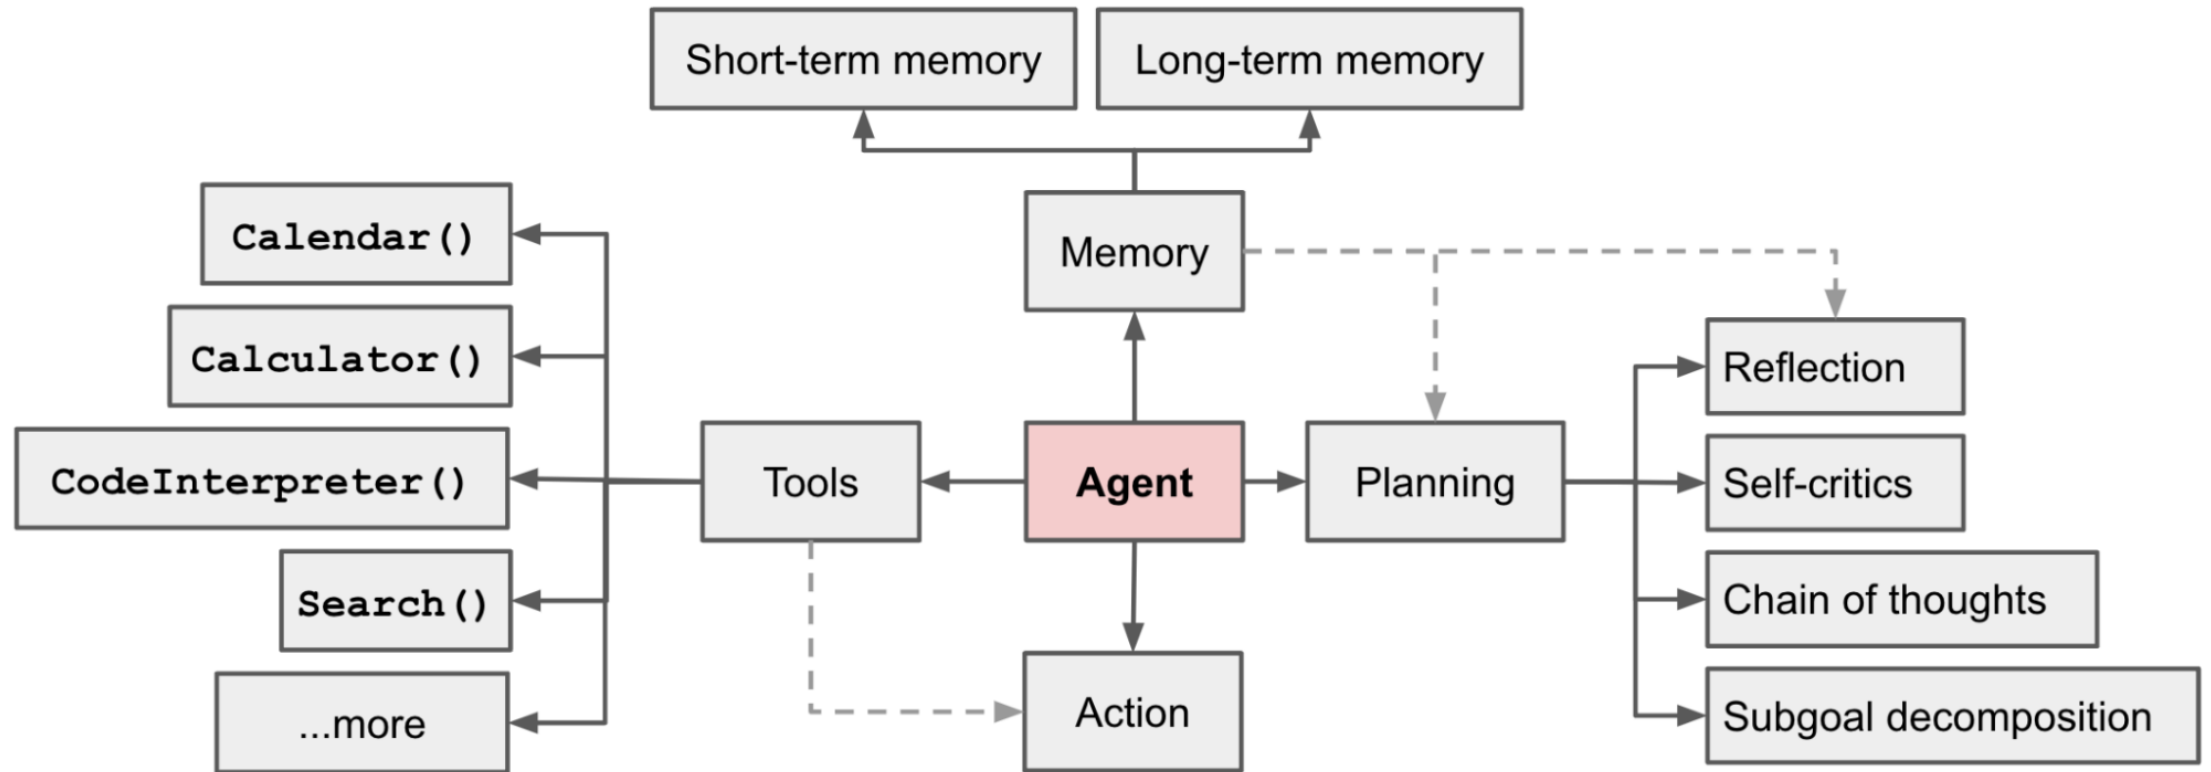 Short-term memory
Long-term memory
Calendar()
Memory
Calculator()
Reflection
CodeInterpreter()
Tools
Agent
Planning
Self-critics
Search()
Chain of thoughts
...more
Action
Subgoal decomposition